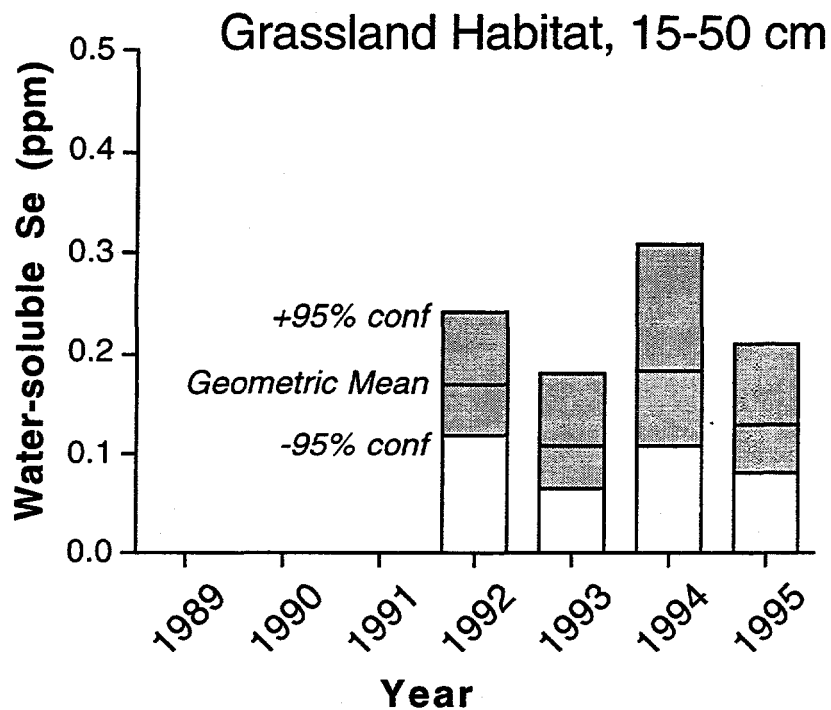 Grassland Habitat, 15-50 cm
Water-soluble Se (ppm)
0.5
0.4
0.3
0.2
0.1
0.0
+95% conf
Geometric Mean
-95% conf
1989
1990
1991
1992
1993
1994
1995
Year